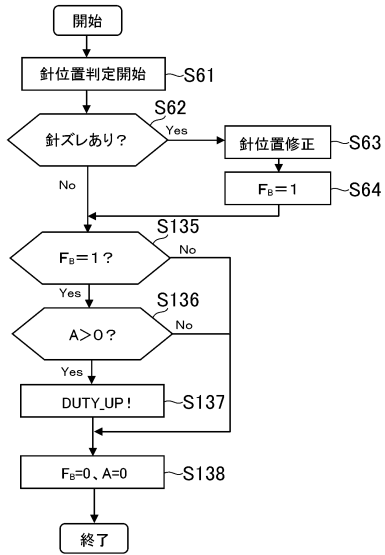 開始
針位置判定開始 S61
針ズレあり？ S62
Yes
針位置修正 S63
No
F_B＝1 S64
F_B＝1？ S135
No
Yes
A＞0？ S136
No
Yes
DUTY_UP！ S137
F_B=0、A=0 S138
終了